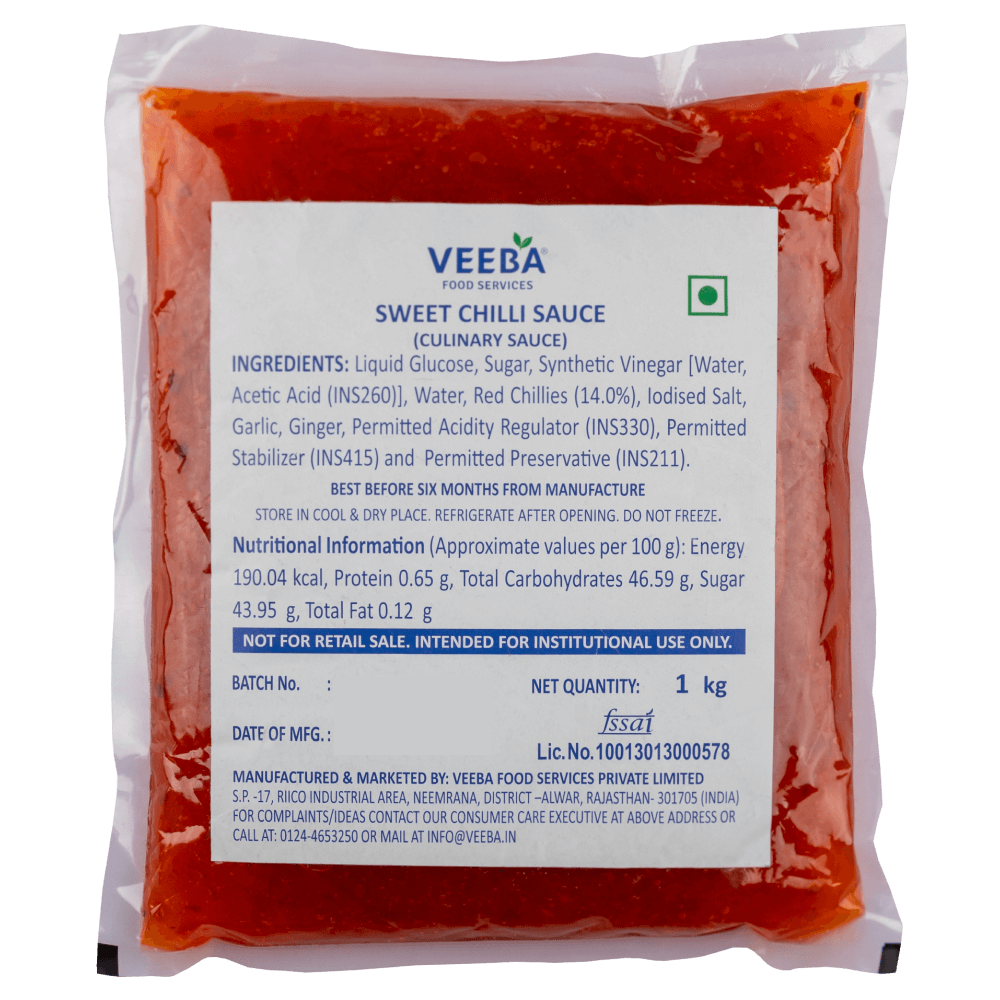 VEEBA®
FOOD SERVICES
SWEET CHILLI SAUCE
(CULINARY SAUCE)
INGREDIENTS: Liquid Glucose, Sugar, Synthetic Vinegar [Water,
Acetic Acid (INS260)], Water, Red Chillies (14.0%), Iodised Salt,
Garlic, Ginger, Permitted Acidity Regulator (INS330), Permitted
Stabilizer (INS415) and Permitted Preservative (INS211).
BEST BEFORE SIX MONTHS FROM MANUFACTURE
STORE IN COOL & DRY PLACE. REFRIGERATE AFTER OPENING. DO NOT FREEZE.
Nutritional Information (Approximate values per 100 g): Energy
190.04 kcal, Protein 0.65 g, Total Carbohydrates 46.59 g, Sugar
43.95 g, Total Fat 0.12 g
NOT FOR RETAIL SALE. INTENDED FOR INSTITUTIONAL USE ONLY.
BATCH No. :
NET QUANTITY: 1 kg
fssai
DATE OF MFG. :
Lic.No.10013013000578
MANUFACTURED & MARKETED BY: VEEBA FOOD SERVICES PRIVATE LIMITED
S.P. -17, RIICO INDUSTRIAL AREA, NEEMRANA, DISTRICT –ALWAR, RAJASTHAN- 301705 (INDIA)
FOR COMPLAINTS/IDEAS CONTACT OUR CONSUMER CARE EXECUTIVE AT ABOVE ADDRESS OR
CALL AT: 0124-4653250 OR MAIL AT INFO@VEEBA.IN